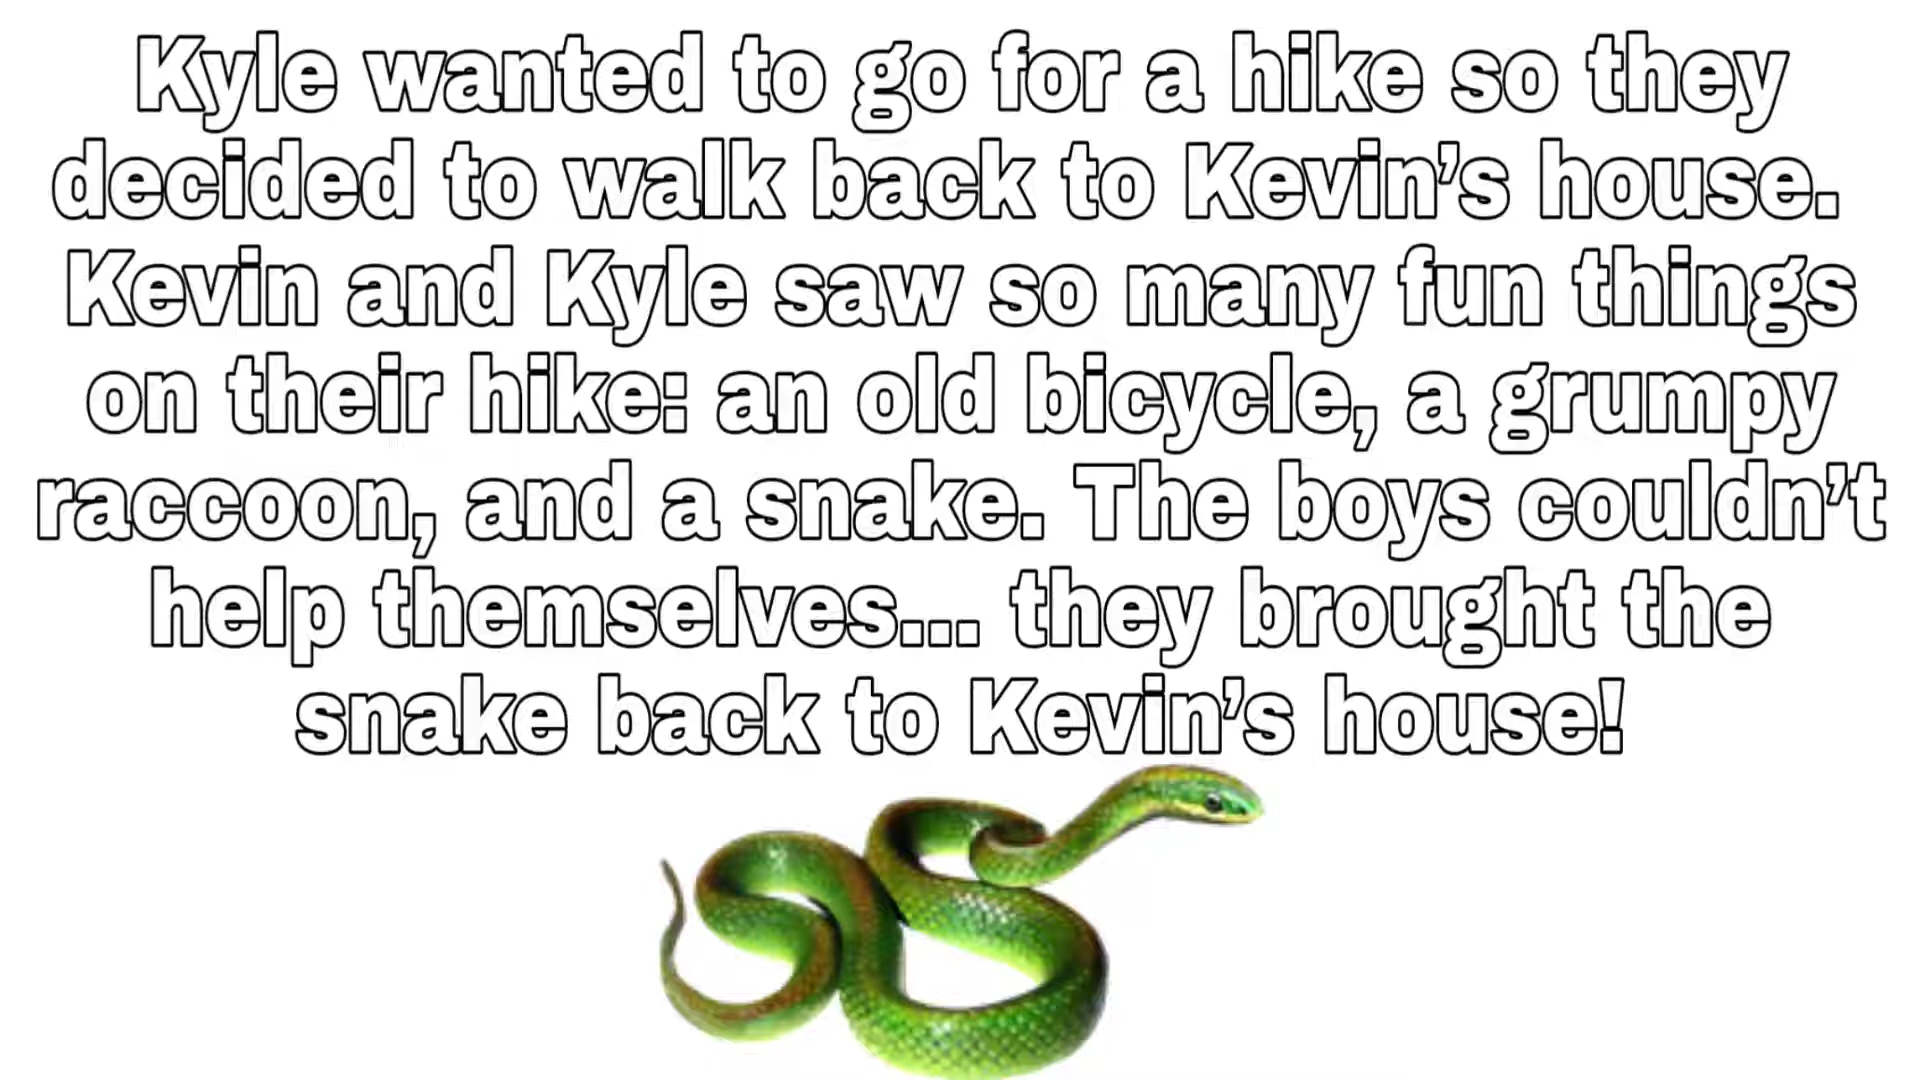 Kyle wanted to go for a hike so they
decided to walk back to Kevin’s house.
Kevin and Kyle saw so many fun things
on their hike: an old bicycle, a grumpy
raccoon, and a snake. The boys couldn’t
help themselves... they brought the
snake back to Kevin’s house!